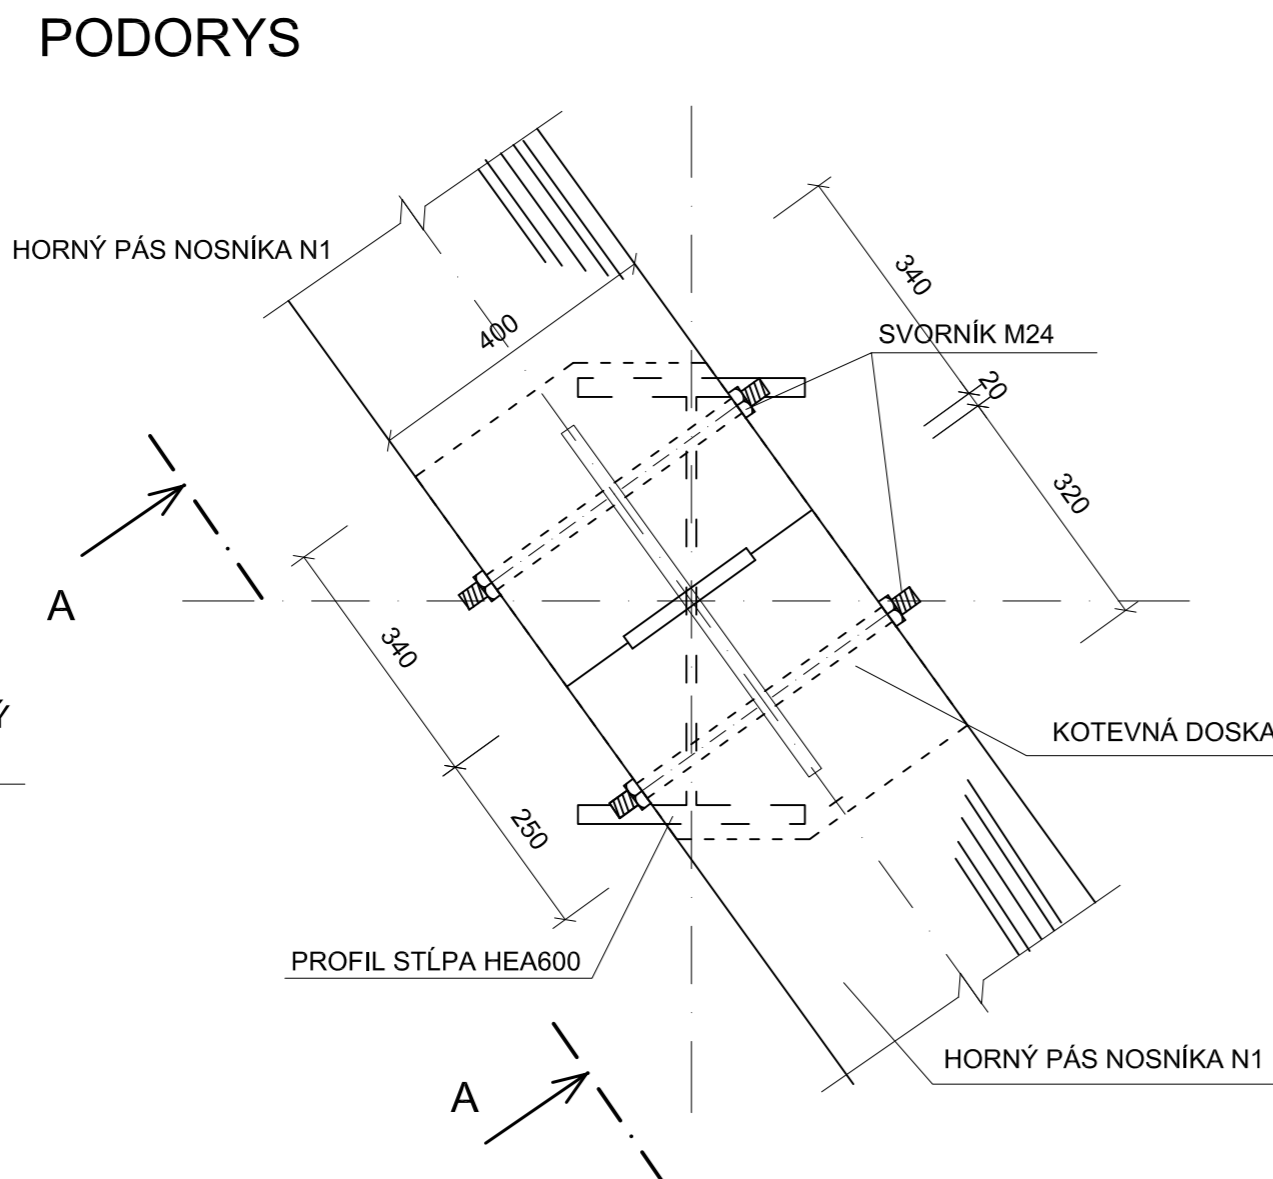 PODORYS
HORNÝ PÁS NOSNÍKA N1
340
400
SVORNÍK M24
20
320
A
340
Ý
KOTEVNÁ DOSKA
250
PROFIL STĹPA HEA600
HORNÝ PÁS NOSNÍKA N1
A